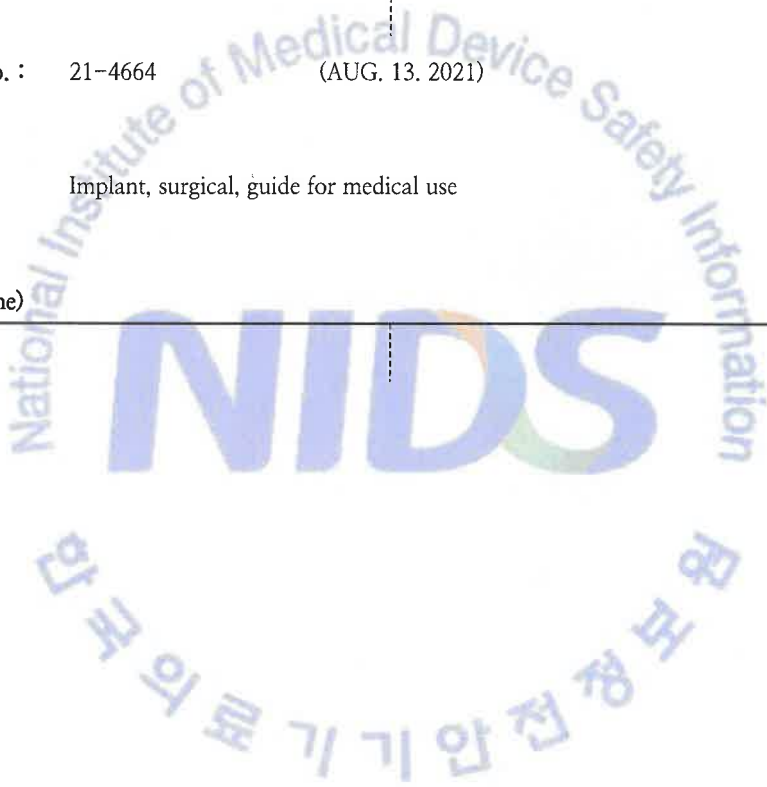 o. : 21-4664 (AUG. 13. 2021)
Implant, surgical, guide for medical use
ne)
National Institute of Medical Device Safety Information
NIDS
한국의료기기안전정보원